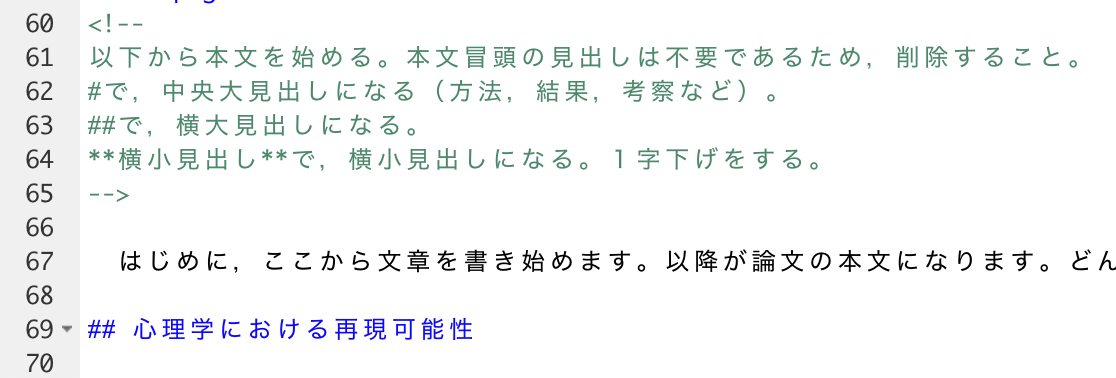 60 <!--
61 以下から本文を始める。本文冒頭の見出しは不要であるため，削除すること。
62 #で，中央大見出しになる（方法，結果，考察など）。
63 ##で，横大見出しになる。
64 **横小見出し**で，横小見出しになる。１字下げをする。
65 -->
66
67 　はじめに，ここから文章を書き始めます。以降が論文の本文になります。どん
68
69 ## 心理学における再現可能性
70